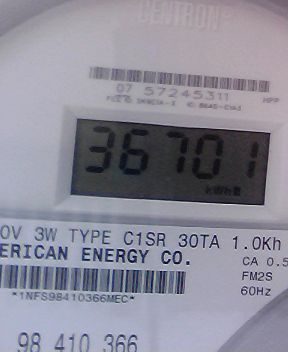 CENTRON®
07 57245311
36701
kWh
0V 3W TYPE C1SR 30TA 1.0Kh
ERICAN ENERGY CO.
CA 0.5
FM2S
60Hz
*1NFS98410366MEC*
98 410 366